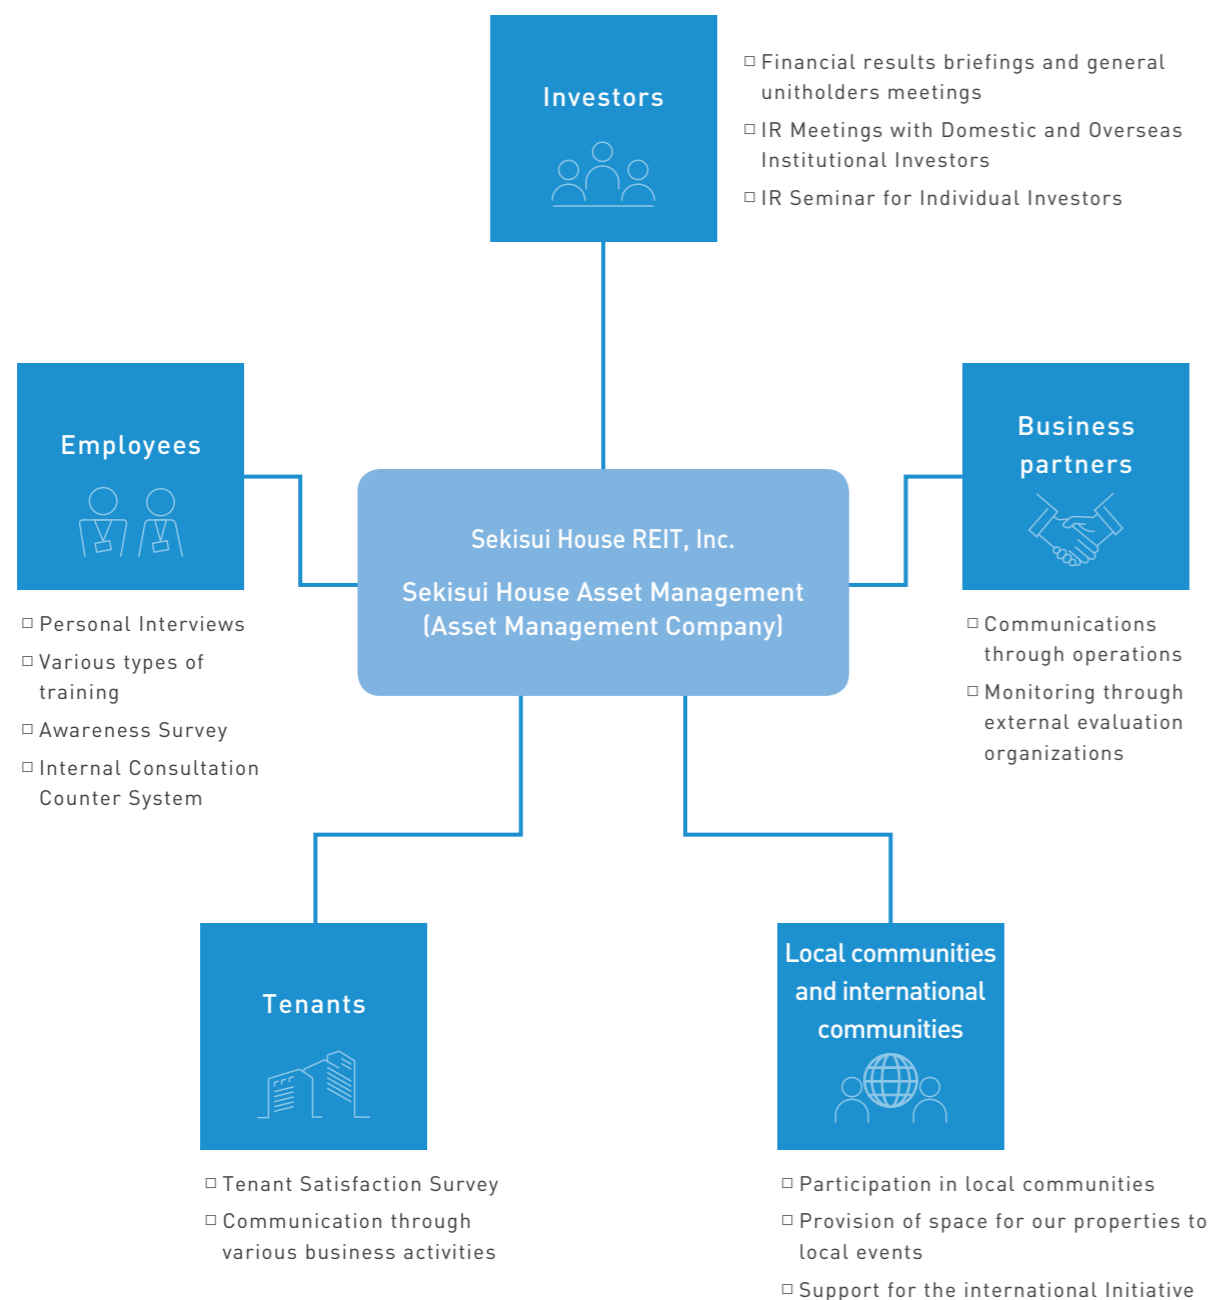 Investors
□ Financial results briefings and general
unitholders meetings
□ IR Meetings with Domestic and Overseas
Institutional Investors
□ IR Seminar for Individual Investors
Employees
□ Personal Interviews
□ Various types of
training
□ Awareness Survey
□ Internal Consultation
Counter System
Sekisui House REIT, Inc.
Sekisui House Asset Management
(Asset Management Company)
Business
partners
□ Communications
through operations
□ Monitoring through
external evaluation
organizations
Tenants
□ Tenant Satisfaction Survey
□ Communication through
various business activities
Local communities
and international
communities
□ Participation in local communities
□ Provision of space for our properties to
local events
□ Support for the international Initiative